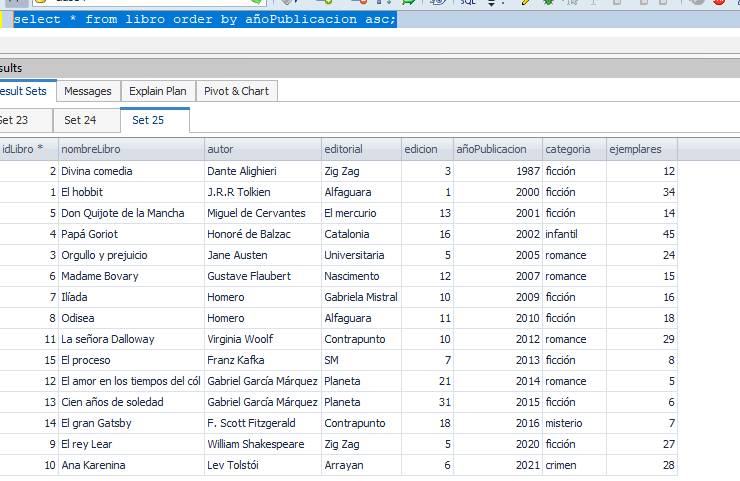 SQL
select * from libro order by añoPublicacion asc;
sults
esult Sets Messages Explain Plan Pivot & Chart
Set 23 Set 24 Set 25
idLibro * nombreLibro autor editorial edicion añoPublicacion categoria ejemplares
2 Divina comedia Dante Alighieri Zig Zag 3 1987 ficción 12
1 El hobbit J.R.R Tolkien Alfaguara 1 2000 ficción 34
5 Don Quijote de la Mancha Miguel de Cervantes El mercurio 13 2001 ficción 14
4 Papá Goriot Honoré de Balzac Catalonia 16 2002 infantil 45
3 Orgullo y prejuicio Jane Austen Universitaria 5 2005 romance 24
6 Madame Bovary Gustave Flaubert Nascimento 12 2007 romance 15
7 Ilíada Homero Gabriela Mistral 10 2009 ficción 16
8 Odisea Homero Alfaguara 11 2010 ficción 18
11 La señora Dalloway Virginia Woolf Contrapunto 10 2012 romance 29
15 El proceso Franz Kafka SM 7 2013 ficción 8
12 El amor en los tiempos del cól Gabriel García Márquez Planeta 21 2014 romance 5
13 Cien años de soledad Gabriel García Márquez Planeta 31 2015 ficción 6
14 El gran Gatsby F. Scott Fitzgerald Contrapunto 18 2016 misterio 7
9 El rey Lear William Shakespeare Zig Zag 5 2020 ficción 27
10 Ana Karenina Lev Tolstói Arrayan 6 2021 crimen 28